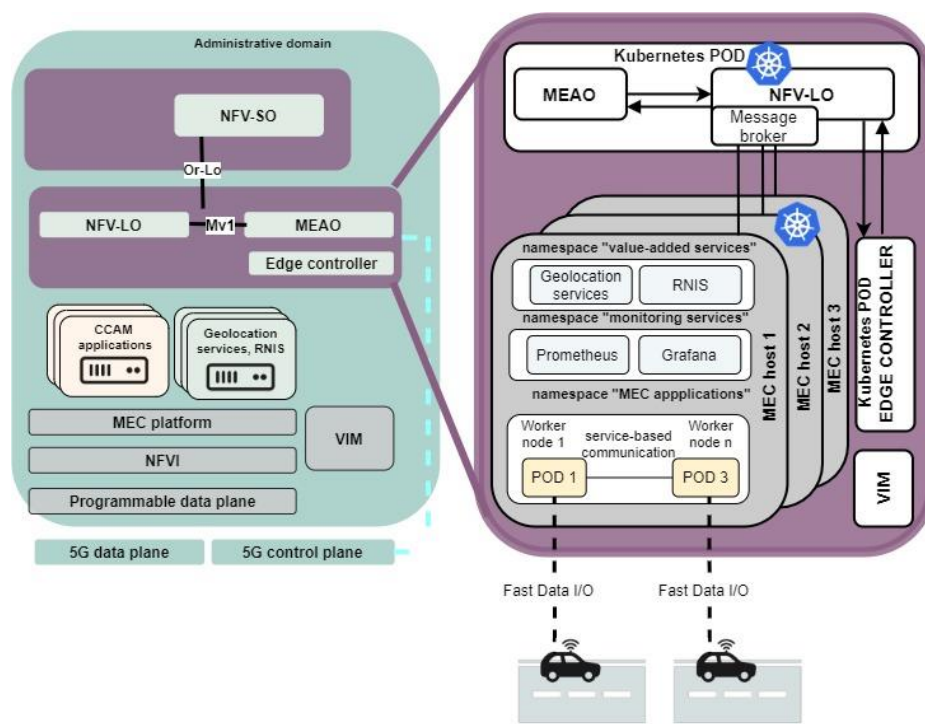 Administrative domain
NFV-SO
Or-Lo
NFV-LO
Mv1
MEAO
Edge controller
CCAM
applications
Geolocation
services, RNIS
MEC platform
VIM
NFVI
Programmable data plane
5G data plane
5G control plane
Kubernetes POD
MEAO
NFV-LO
Message
broker
namespace "value-added services"
Geolocation
services
RNIS
namespace "monitoring services"
Prometheus
Grafana
namespace "MEC appplications"
Worker
node 1
service-based
communication
Worker
node n
POD 1
POD 3
MEC host 1
MEC host 2
MEC host 3
Kubernetes POD
EDGE CONTROLLER
VIM
Fast Data I/O
Fast Data I/O